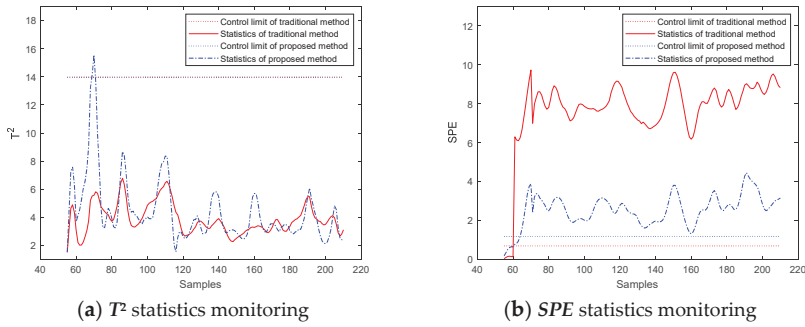 Control limit of traditional method
Statistics of traditional method
Control limit of proposed method
Statistics of proposed method
18
16
14
12
10
8
6
4
2
T²
40 60 80 100 120 140 160 180 200 220
Samples
(a) T² statistics monitoring
Control limit of traditional method
Statistics of traditional method
Control limit of proposed method
Statistics of proposed method
12
10
8
6
4
2
0
SPE
40 60 80 100 120 140 160 180 200 220
Samples
(b) SPE statistics monitoring